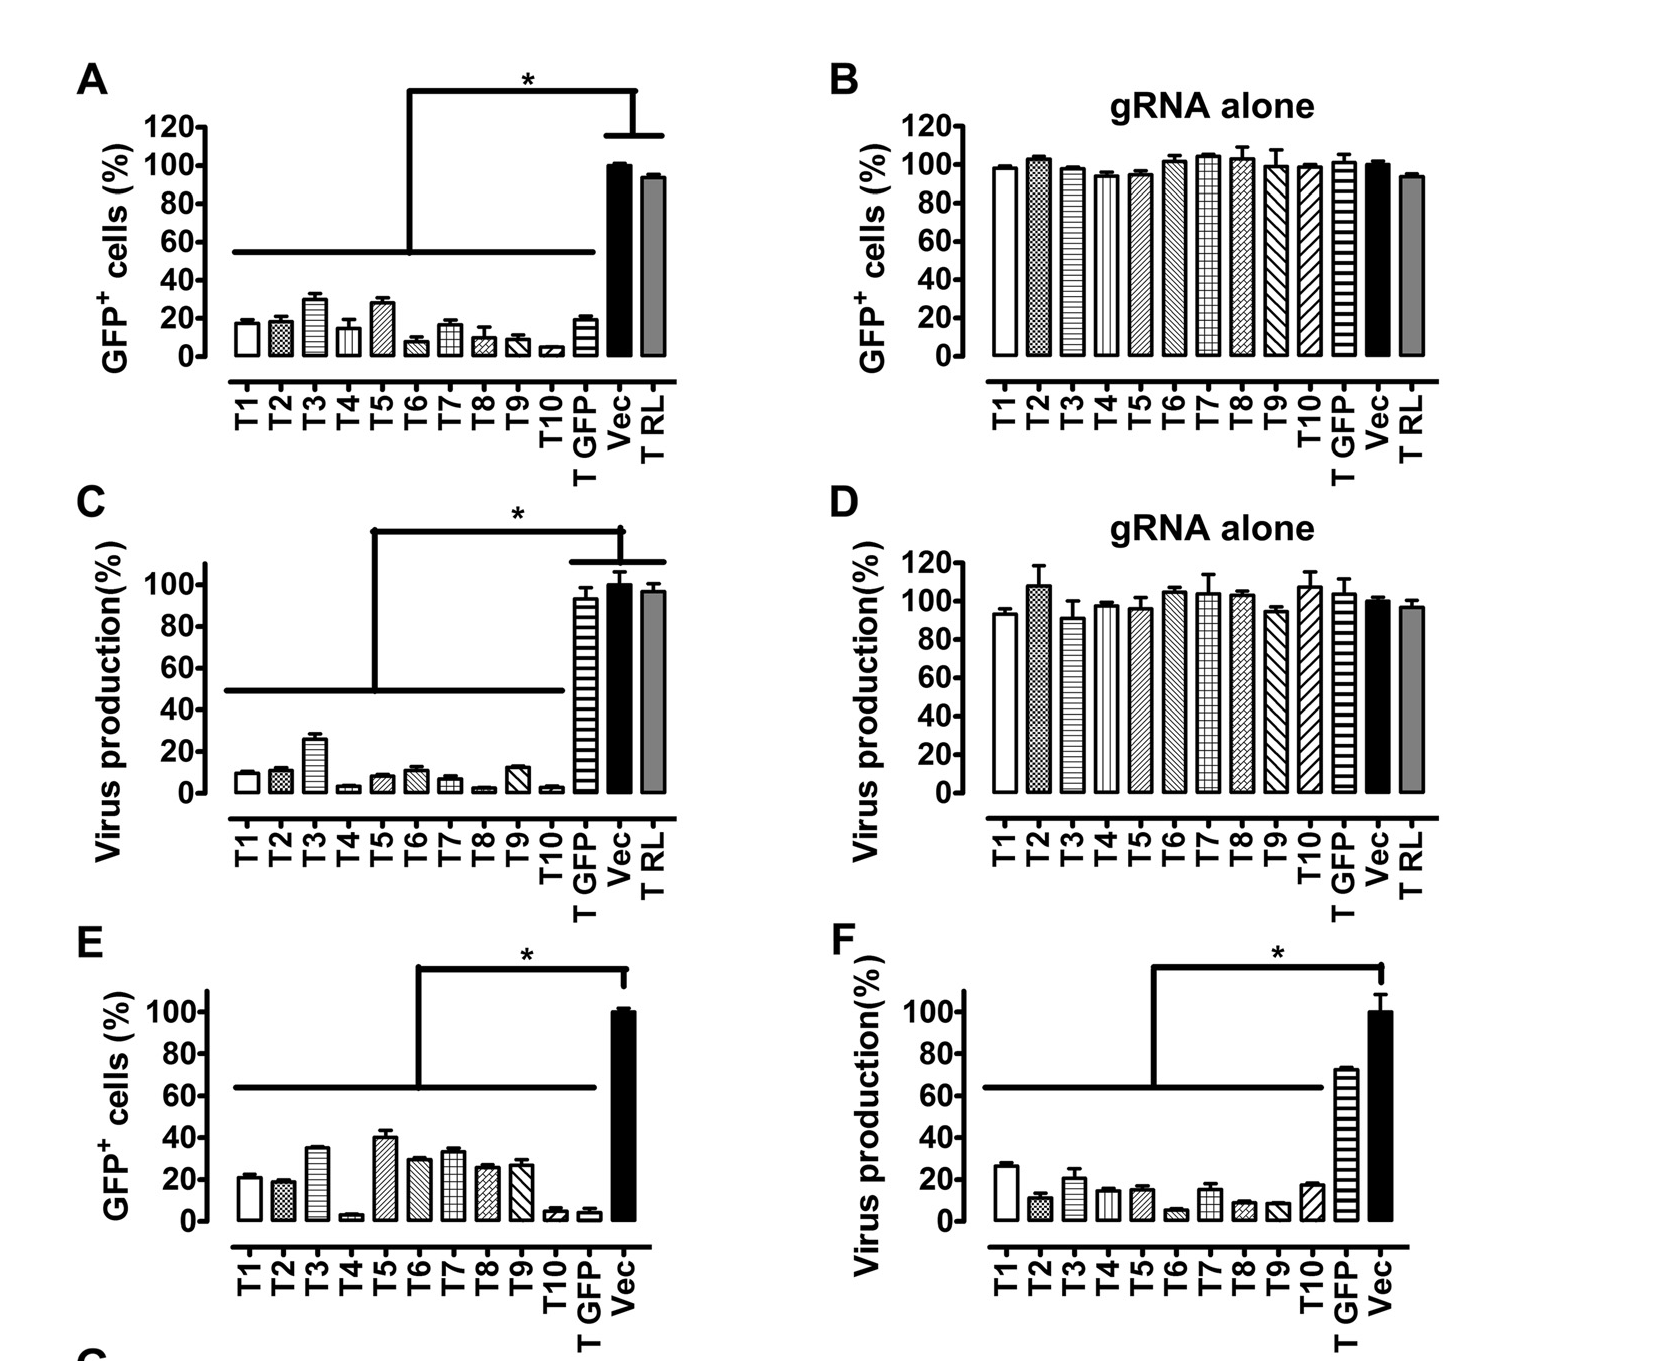 A
*
GFP+ cells (%)
120
100
80
60
40
20
0
T1 T2 T3 T4 T5 T6 T7 T8 T9 T10 T GFP Vec T RL
B
gRNA alone
GFP+ cells (%)
120
100
80
60
40
20
0
T1 T2 T3 T4 T5 T6 T7 T8 T9 T10 T GFP Vec T RL
C
*
Virus production(%)
100
80
60
40
20
0
T1 T2 T3 T4 T5 T6 T7 T8 T9 T10 T GFP Vec T RL
D
gRNA alone
Virus production(%)
120
100
80
60
40
20
0
T1 T2 T3 T4 T5 T6 T7 T8 T9 T10 T GFP Vec T RL
E
*
GFP+ cells (%)
100
80
60
40
20
0
T1 T2 T3 T4 T5 T6 T7 T8 T9 T10 T GFP Vec
F
*
Virus production(%)
100
80
60
40
20
0
T1 T2 T3 T4 T5 T6 T7 T8 T9 T10 T GFP Vec